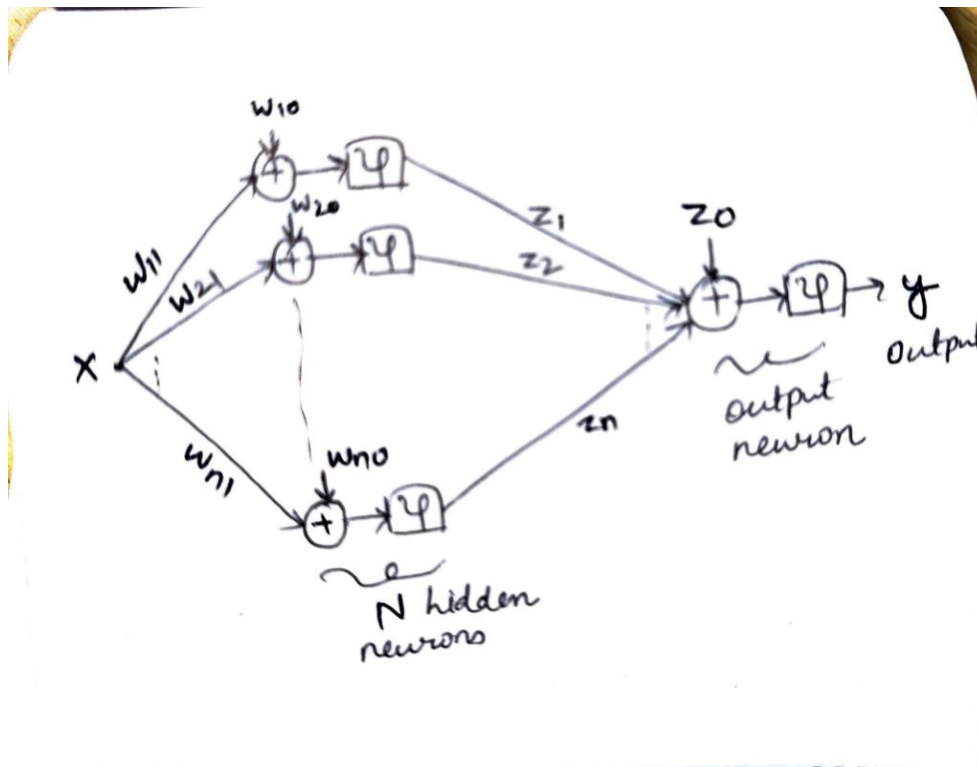 W10
φ
W20
φ
W11
W21
X
Wn1
Wn0
φ
N hidden
neurons
Z1
Z2
Zn
Z0
φ
y
output
output
neuron